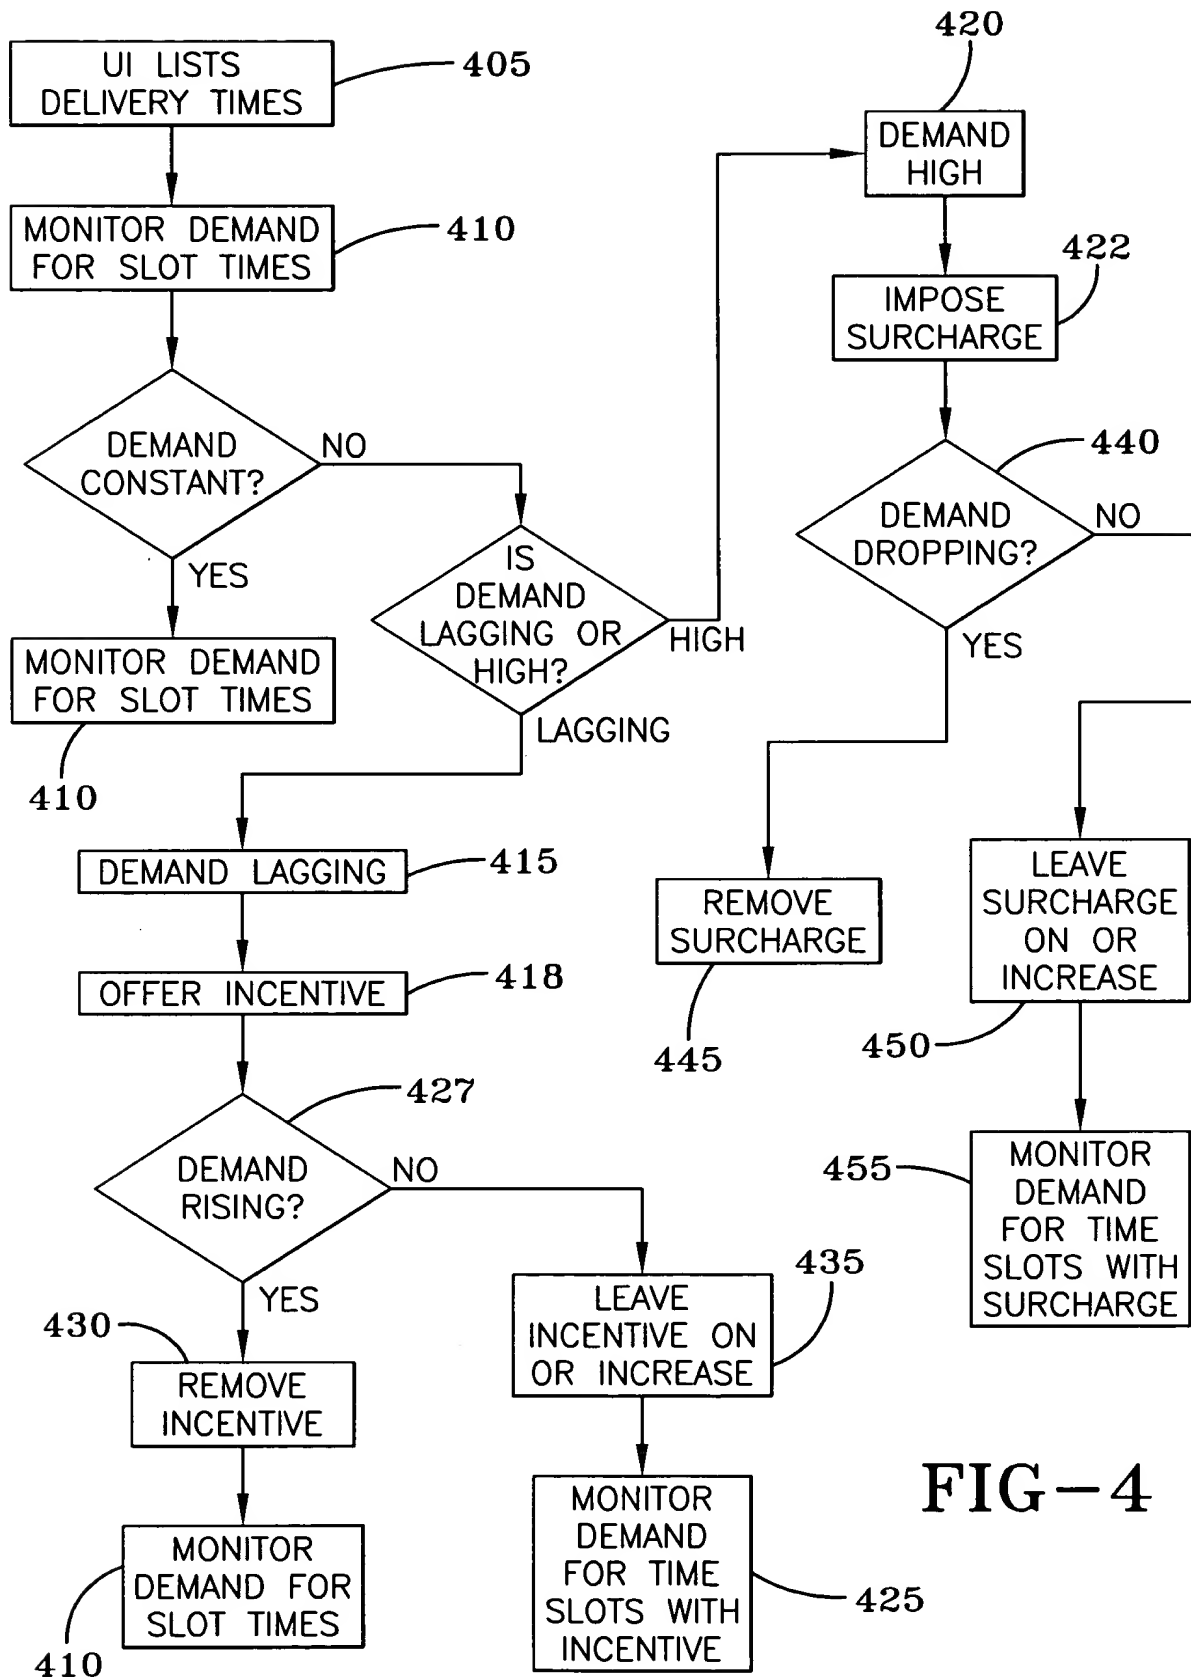 UI LISTS
DELIVERY TIMES
405
MONITOR DEMAND
FOR SLOT TIMES
410
DEMAND
CONSTANT?
NO
YES
MONITOR DEMAND
FOR SLOT TIMES
410
IS
DEMAND
LAGGING OR
HIGH?
HIGH
LAGGING
420
DEMAND
HIGH
422
IMPOSE
SURCHARGE
440
DEMAND
DROPPING?
NO
YES
REMOVE
SURCHARGE
445
LEAVE
SURCHARGE
ON OR
INCREASE
450
455
MONITOR
DEMAND
FOR TIME
SLOTS WITH
SURCHARGE
DEMAND LAGGING
415
OFFER INCENTIVE
418
427
DEMAND
RISING?
NO
YES
430
REMOVE
INCENTIVE
MONITOR
DEMAND FOR
SLOT TIMES
410
435
LEAVE
INCENTIVE ON
OR INCREASE
MONITOR
DEMAND
FOR TIME
SLOTS WITH
INCENTIVE
425
FIG-4